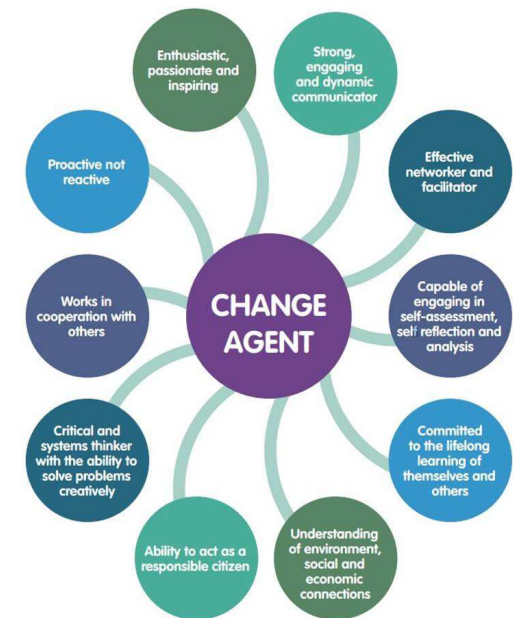 Enthusiastic,
passionate and
inspiring
Strong,
engaging
and dynamic
communicator
Proactive not
reactive
Effective
networker and
facilitator
CHANGE
AGENT
Works in
cooperation with
others
Capable of
engaging in
self-assessment,
self reflection and
analysis
Critical and
systems thinker
with the ability to
solve problems
creatively
Committed
to the lifelong
learning of
themselves and
others
Ability to act as a
responsible citizen
Understanding
of environment,
social and
economic
connections